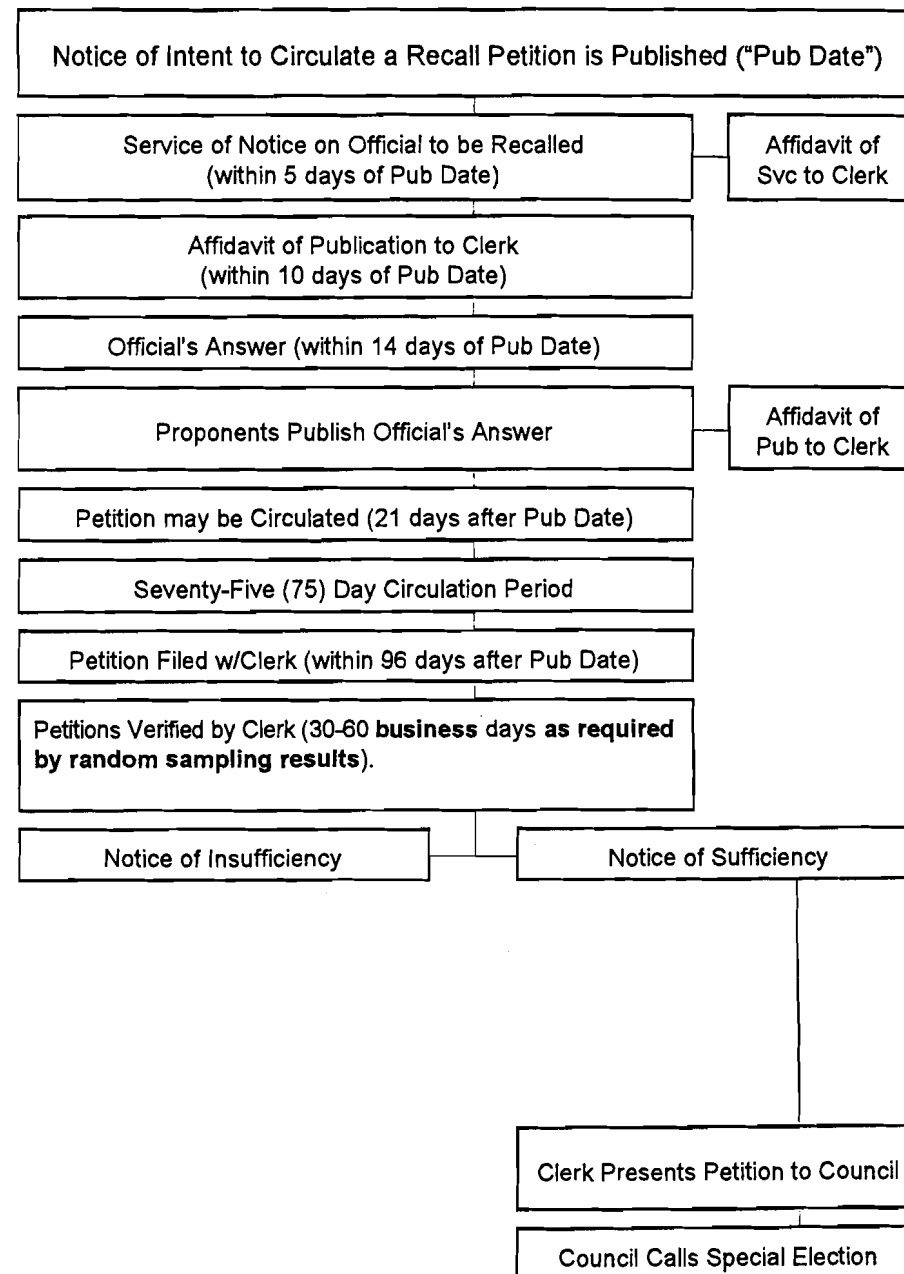 Notice of Intent to Circulate a Recall Petition is Published ("Pub Date")
Service of Notice on Official to be Recalled
(within 5 days of Pub Date)
Affidavit of
Svc to Clerk
Affidavit of Publication to Clerk
(within 10 days of Pub Date)
Official's Answer (within 14 days of Pub Date)
Proponents Publish Official's Answer
Affidavit of
Pub to Clerk
Petition may be Circulated (21 days after Pub Date)
Seventy-Five (75) Day Circulation Period
Petition Filed w/Clerk (within 96 days after Pub Date)
Petitions Verified by Clerk (30-60 business days as required
by random sampling results).
Notice of Insufficiency
Notice of Sufficiency
Clerk Presents Petition to Council
Council Calls Special Election